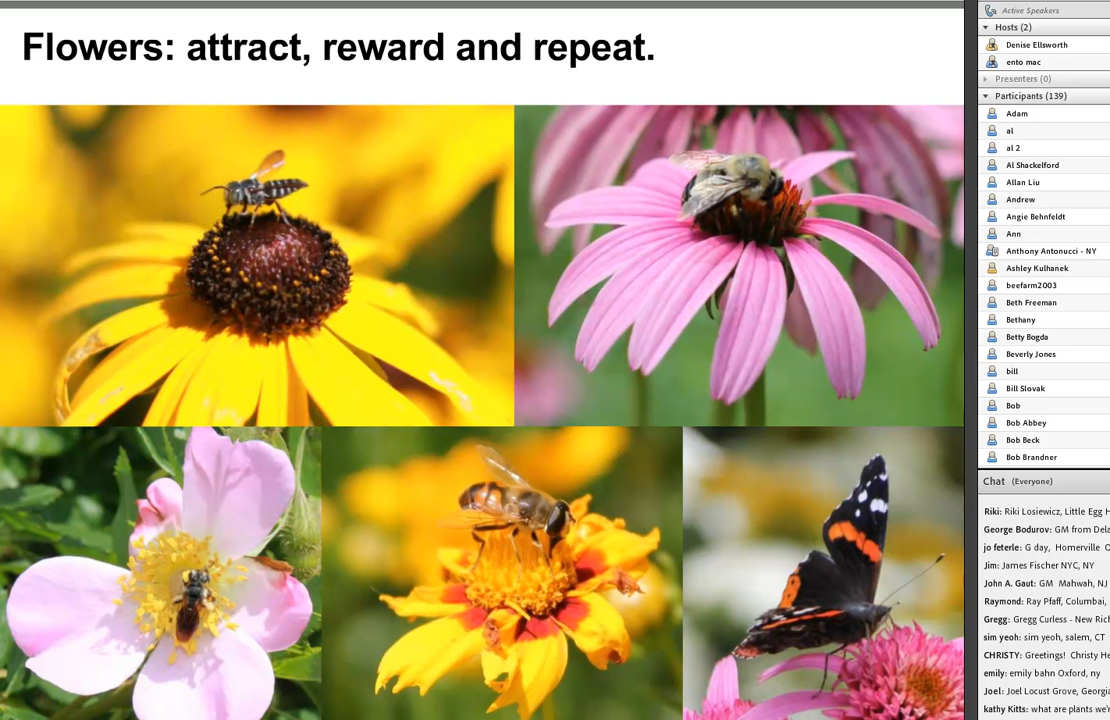 Flowers: attract, reward and repeat.
Active Speakers
Hosts (2)
Denise Ellsworth
ento mac
Presenters (0)
Participants (139)
Adam
al
al 2
Al Shackelford
Allan Liu
Andrew
Angie Behnfeldt
Ann
Anthony Antonucci - NY
Ashley Kulhanek
beefarm2003
Beth Freeman
Bethany
Betty Bogda
Beverly Jones
bill
Bill Slovak
Bob
Bob Abbey
Bob Beck
Bob Brandner
Chat (Everyone)
Riki: Riki Losiewicz, Little Egg H
George Bodurov: GM from Dela
jo feterle: G day, Homerville O
Jim: James Fischer NYC, NY
John A. Gaut: GM Mahwah, NJ
Raymond: Ray Pfaff, Columbai,
Gregg: Gregg Curless - New Rich
sim yeoh: sim yeoh, salem, CT
CHRISTY: Greetings! Christy He
emily: emily bahn Oxford, ny
Joel: Joel Locust Grove, Georgia
kathy Kitts: what are plants we'r